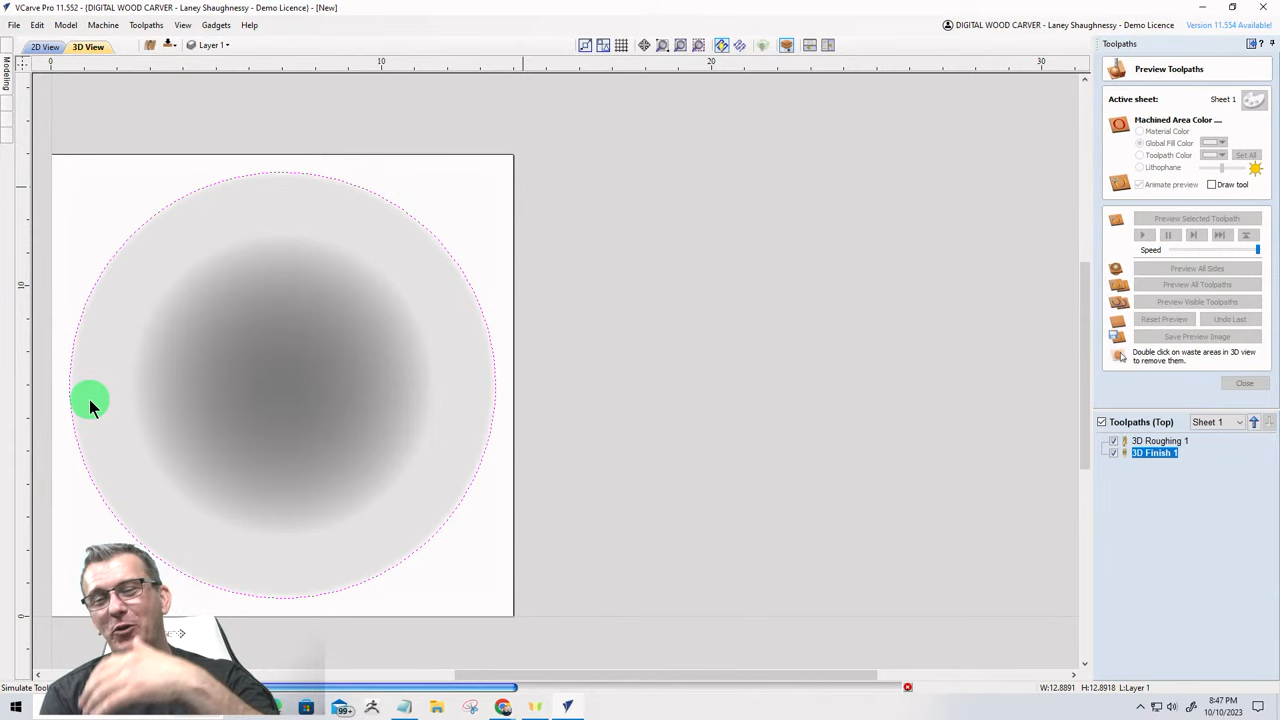 VCarve Pro 11.552 - {DIGITAL WOOD CARVER - Laney Shaughnessy - Demo Licence} - [New]
File Edit Model Machine Toolpaths View Gadgets Help
DIGITAL WOOD CARVER - Laney Shaughnessy - Demo Licence Version 11.554 Available!
2D View 3D View Layer 1
Toolpaths
0 10 20 30
Modeling
Preview Toolpaths
Active sheet: Sheet 1
Machined Area Color ....
Material Color
Global Fill Color
Toolpath Color Set All
Lithophane
Animate preview Draw tool
Preview Selected Toolpath
Speed
Preview All Sides
Preview All Toolpaths
Preview Visible Toolpaths
Reset Preview Undo Last
Save Preview Image
Double click on waste areas in 3D view
to remove them.
Close
Toolpaths (Top) Sheet 1
3D Roughing 1
3D Finish 1
W:12.8891 H:12.8918 L:Layer 1
99+
8:47 PM
10/10/2023